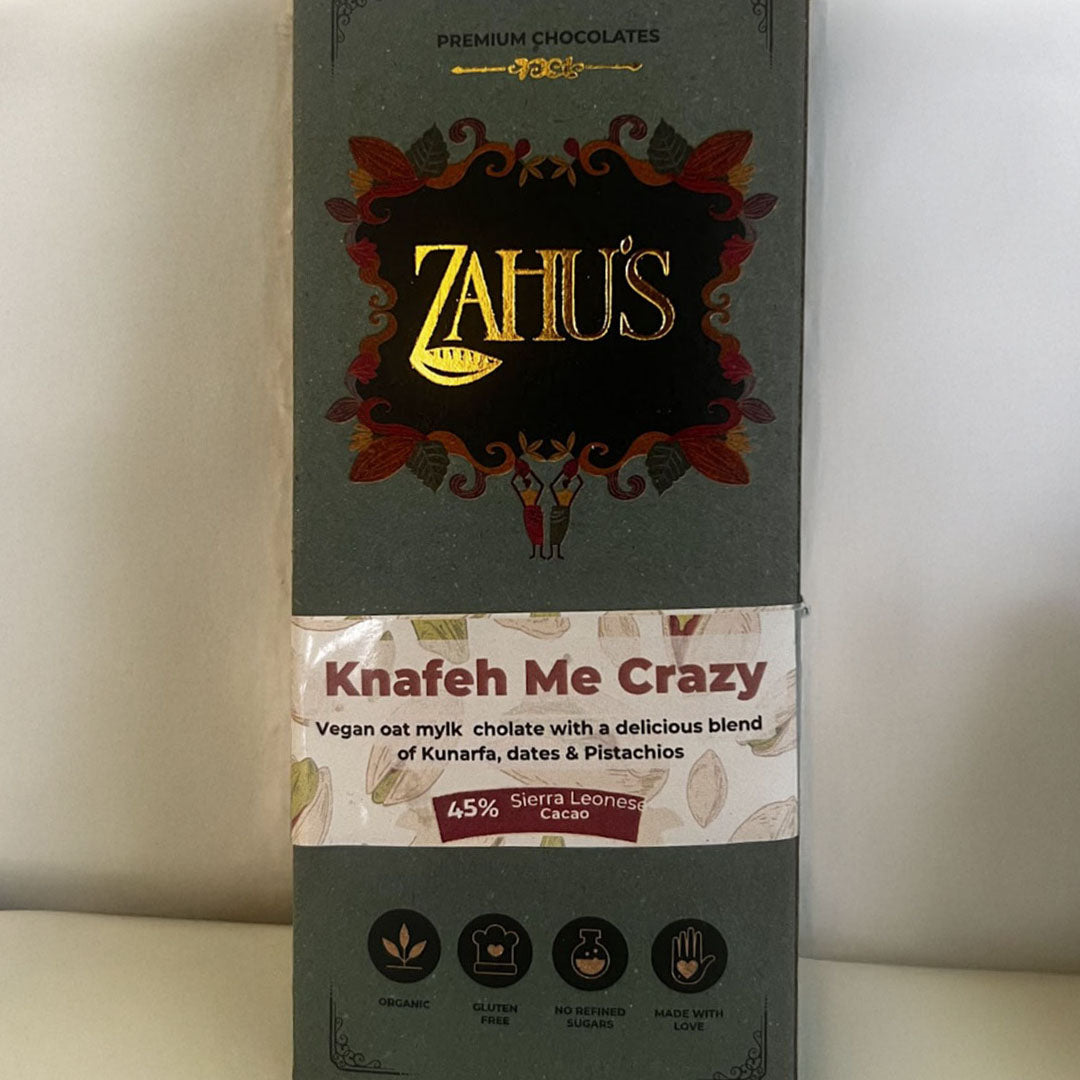 PREMIUM CHOCOLATES
ZAHU'S
Knafeh Me Crazy
Vegan oat mylk cholate with a delicious blend
of Kunarfa, dates & Pistachios
45% Sierra Leonese
Cacao
ORGANIC
GLUTEN
FREE
NO REFINED
SUGARS
MADE WITH
LOVE